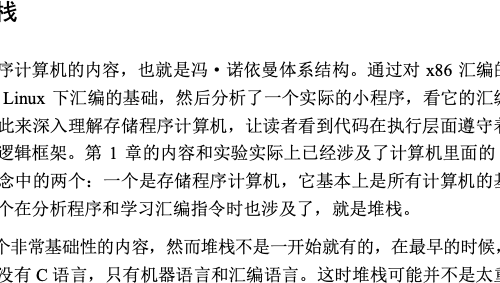 栈
序计算机的内容，也就是冯·诺依曼体系结构。通过对 x86 汇编的
Linux 下汇编的基础，然后分析了一个实际的小程序，看它的汇编
此来深入理解存储程序计算机，让读者看到代码在执行层面遵守着
逻辑框架。第 1 章的内容和实验实际上已经涉及了计算机里面的
念中的两个：一个是存储程序计算机，它基本上是所有计算机的基
个在分析程序和学习汇编指令时也涉及了，就是堆栈。
个非常基础性的内容，然而堆栈不是一开始就有的，在最早的时候，
没有 C 语言，只有机器语言和汇编语言。这时堆栈可能并不是太重